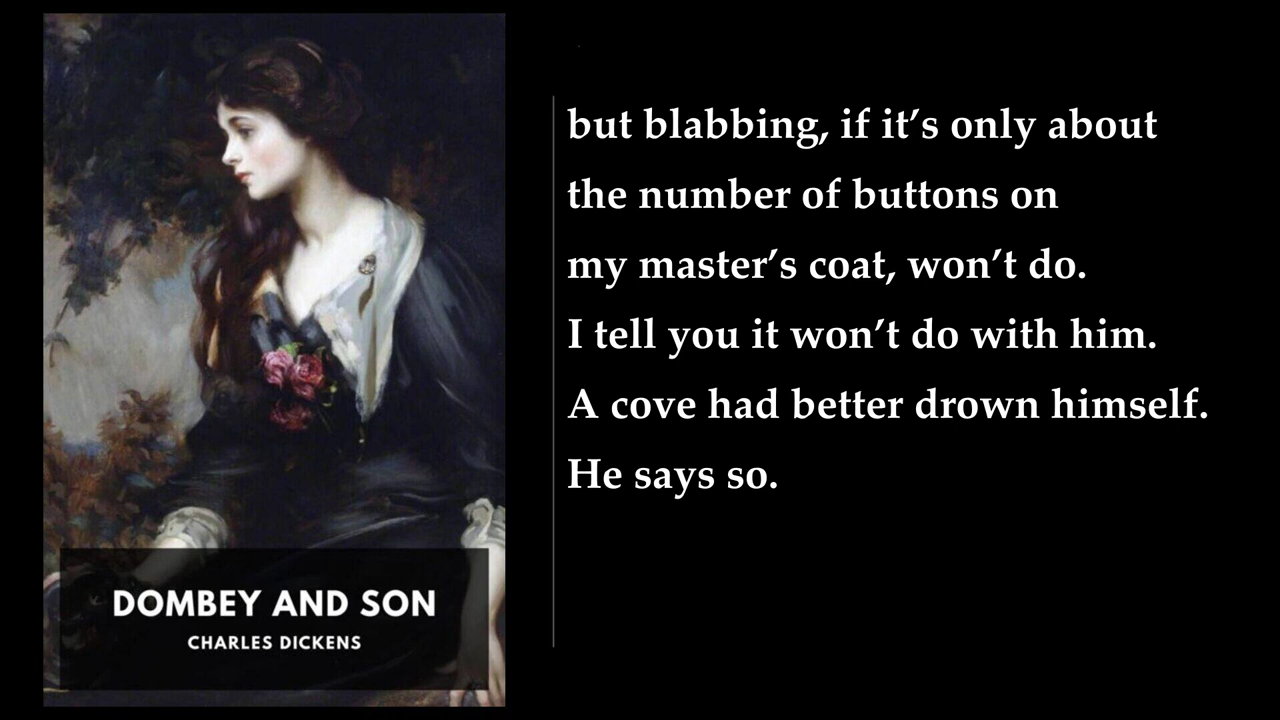 but blabbing, if it’s only about
the number of buttons on
my master’s coat, won’t do.
I tell you it won’t do with him.
A cove had better drown himself.
He says so.
DOMBEY AND SON
CHARLES DICKENS